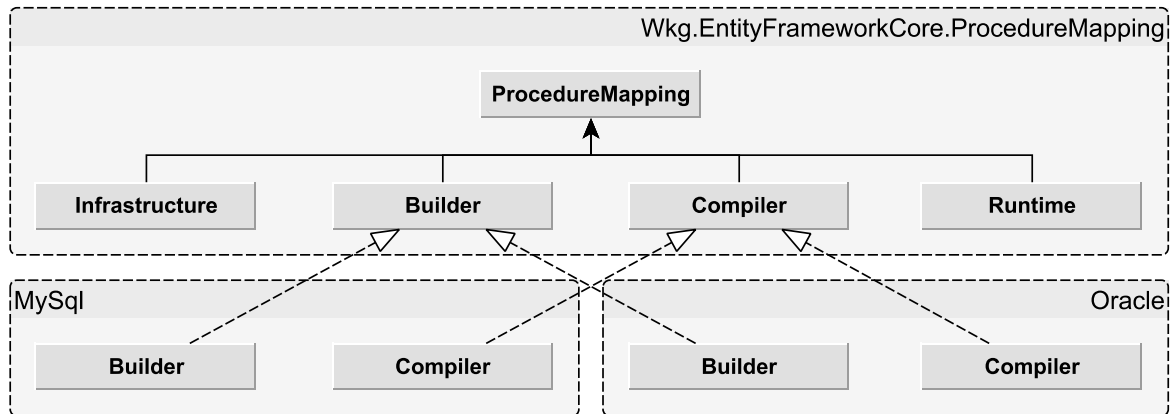 Wkg.EntityFrameworkCore.ProcedureMapping
ProcedureMapping
Infrastructure
Builder
Compiler
Runtime
MySql
Oracle
Builder
Compiler
Builder
Compiler